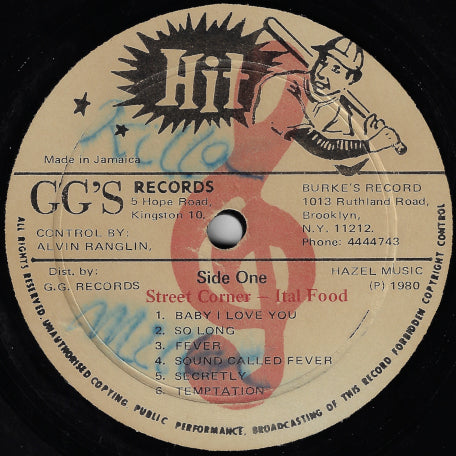 Hit
Killa
Made in Jamaica
GG'S RECORDS
5 Hope Road,
Kingston 10,
CONTROL BY:
ALVIN RANGLIN,
BURKE'S RECORD
1013 Ruthland Road,
Brooklyn,
N.Y. 11212.
Phone: 4444743
Dist. by:
G.G. RECORDS
Side One
HAZEL MUSIC
(P) 1980
Street Corner — Ital Food
1. BABY I LOVE YOU
2. SO LONG
3. FEVER
4. SOUND CALLED FEVER
5. SECRETLY
6. TEMPTATION
ALL RIGHTS RESERVED. UNAUTHORISED COPYING PUBLIC PERFORMANCE, BROADCASTING OF THIS RECORD FORBIDDEN COPYRIGHT CONTROL